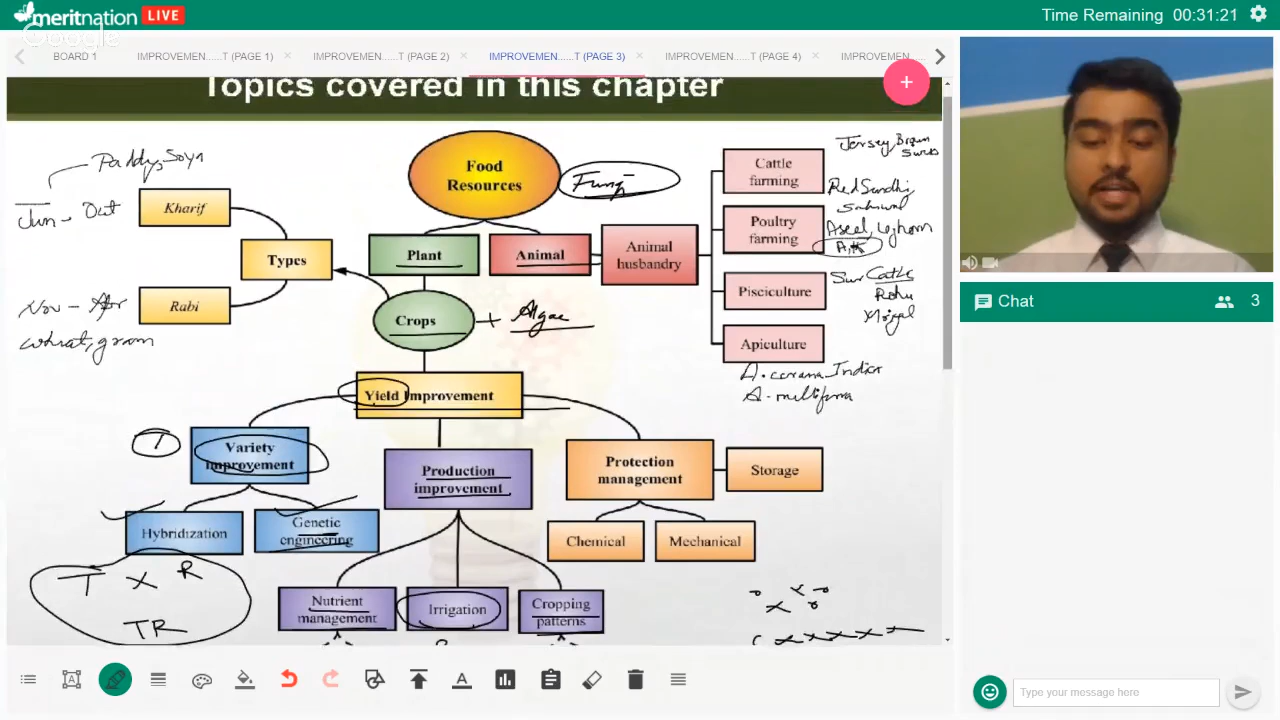 meritnation LIVE
Google
Time Remaining 00:31:21
BOARD 1
IMPROVEMEN......T (PAGE 1) ×
IMPROVEMEN......T (PAGE 2) ×
IMPROVEMEN......T (PAGE 3) ×
IMPROVEMEN......T (PAGE 4) ×
IMPROVEMEN......
Topics covered in this chapter
+
Food
Resources
Fungi
Paddy, Soya
Jun - Oct
Kharif
Types
Nov - Apr
Rabi
wheat, gram
Plant
Animal
Animal
husbandry
Crops
+ Algae
Cattle
farming
Jersey, Brown
Swiss
Red Sindhi
Sahiwal
Poultry
farming
Aseel, Leghorn
Pisciculture
Catla
Rohu
Mrigal
Apiculture
A. cerana Indica
A. mellifera
Yield Improvement
1
Variety
improvement
Production
improvement
Protection
management
Storage
Hybridization
Genetic
engineering
Chemical
Mechanical
T X R
TR
Nutrient
management
Irrigation
Cropping
patterns
Chat
3
Type your message here